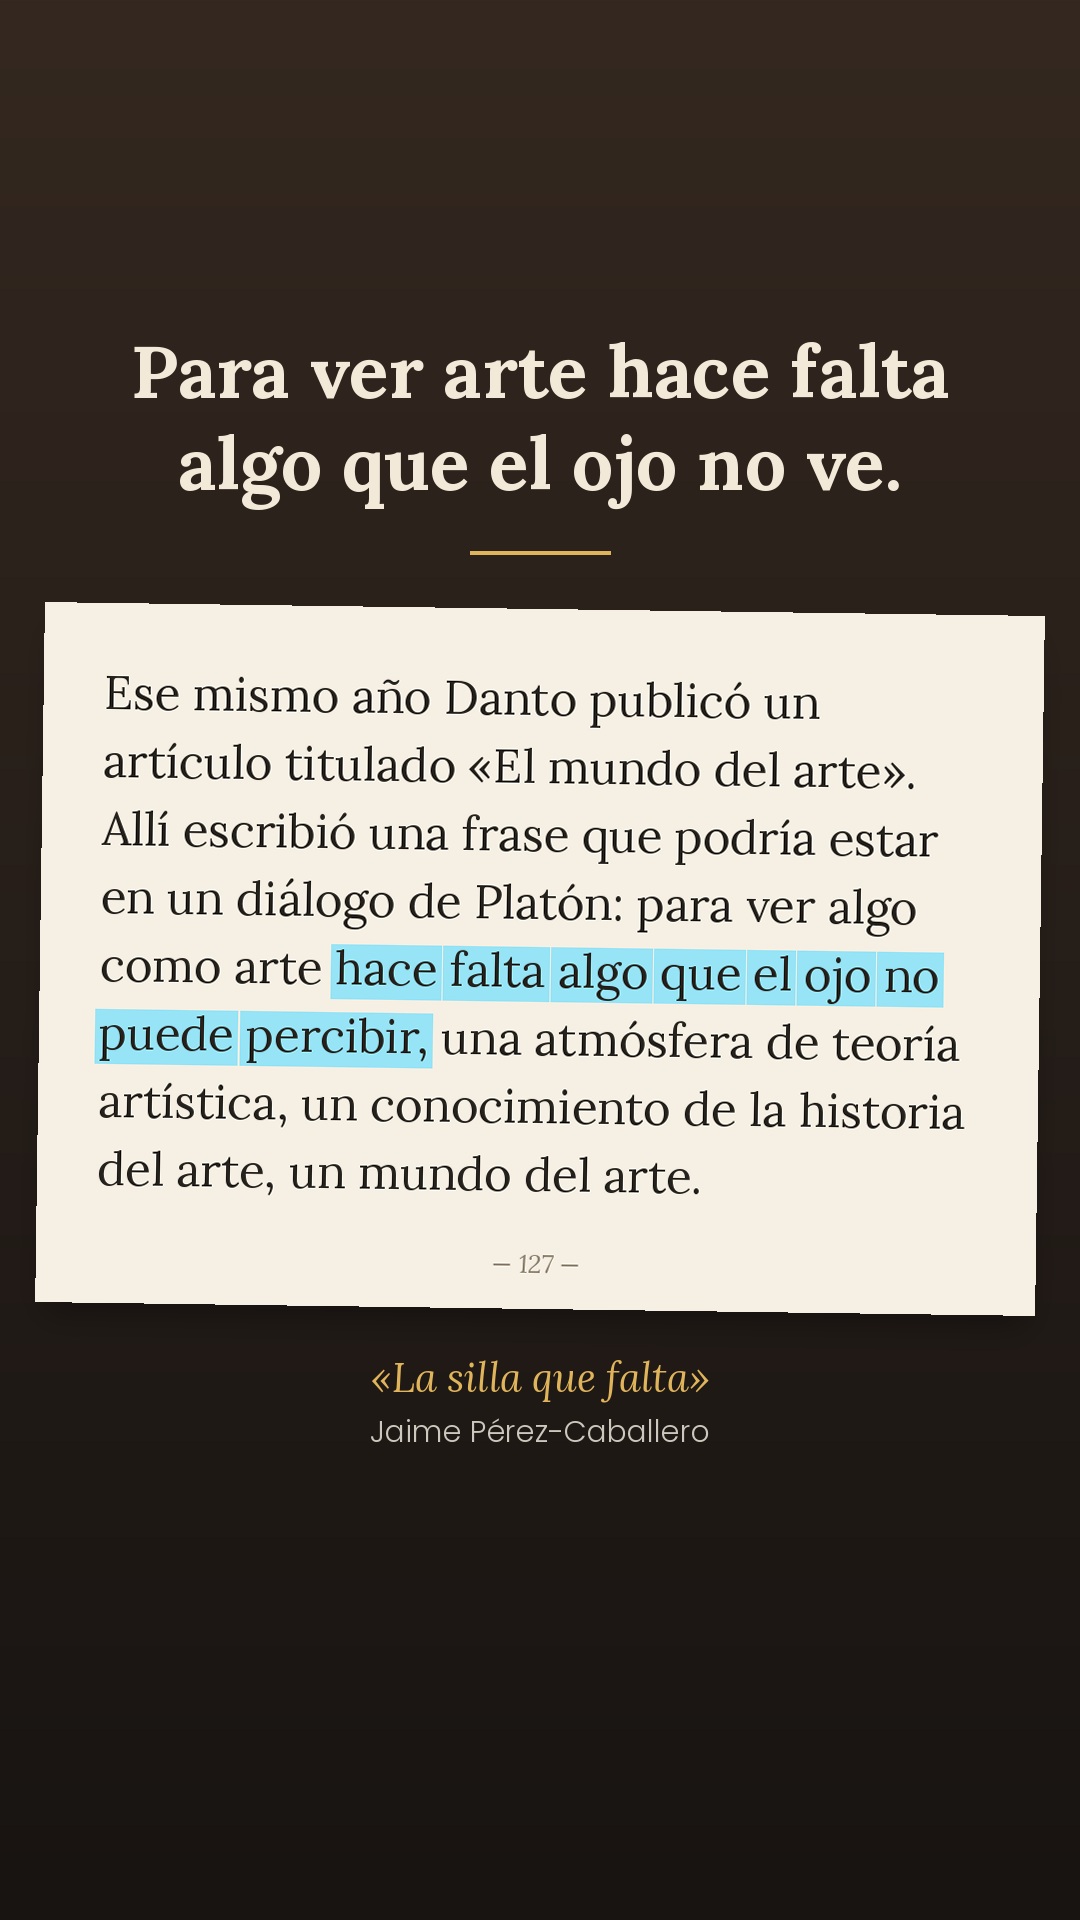 Para ver arte hace falta
algo que el ojo no ve.
Ese mismo año Danto publicó un
artículo titulado «El mundo del arte».
Allí escribió una frase que podría estar
en un diálogo de Platón: para ver algo
como arte hace falta algo que el ojo no
puede percibir, una atmósfera de teoría
artística, un conocimiento de la historia
del arte, un mundo del arte.
— 127 —
«La silla que falta»
Jaime Pérez-Caballero